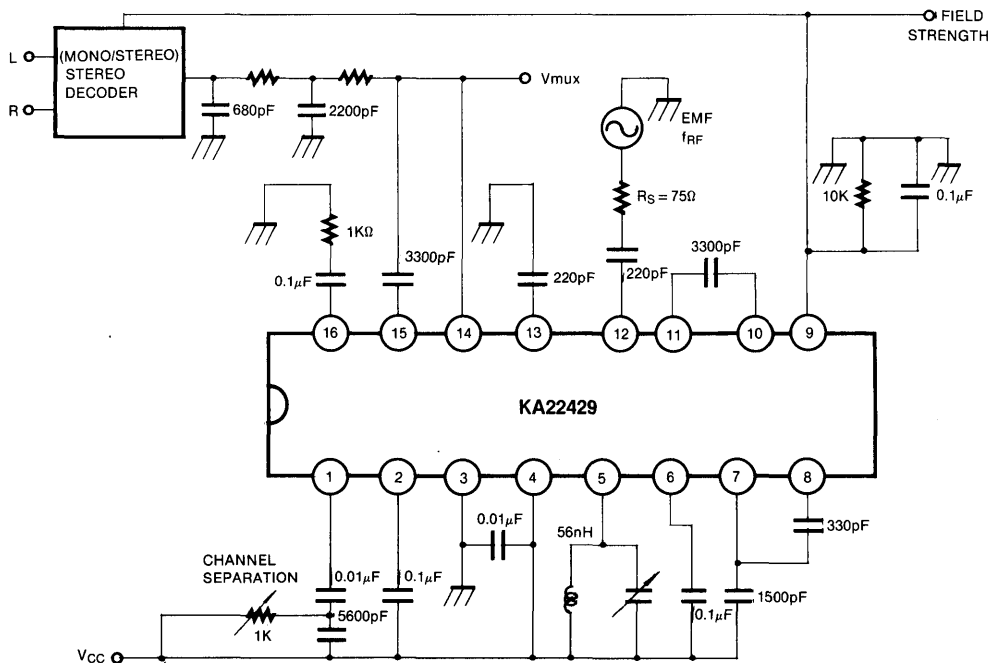 FIELD
STRENGTH
L
(MONO/STEREO)
STEREO
DECODER
R
680pF
2200pF
Vmux
EMF
fRF
RS = 75Ω
10K
0.1μF
1KΩ
0.1μF
3300pF
220pF
220pF
3300pF
16
15
14
13
12
11
10
9
KA22429
1
2
3
4
5
6
7
8
0.01μF
56nH
330pF
CHANNEL
SEPARATION
0.01μF
0.1μF
5600pF
1K
0.1μF
1500pF
VCC